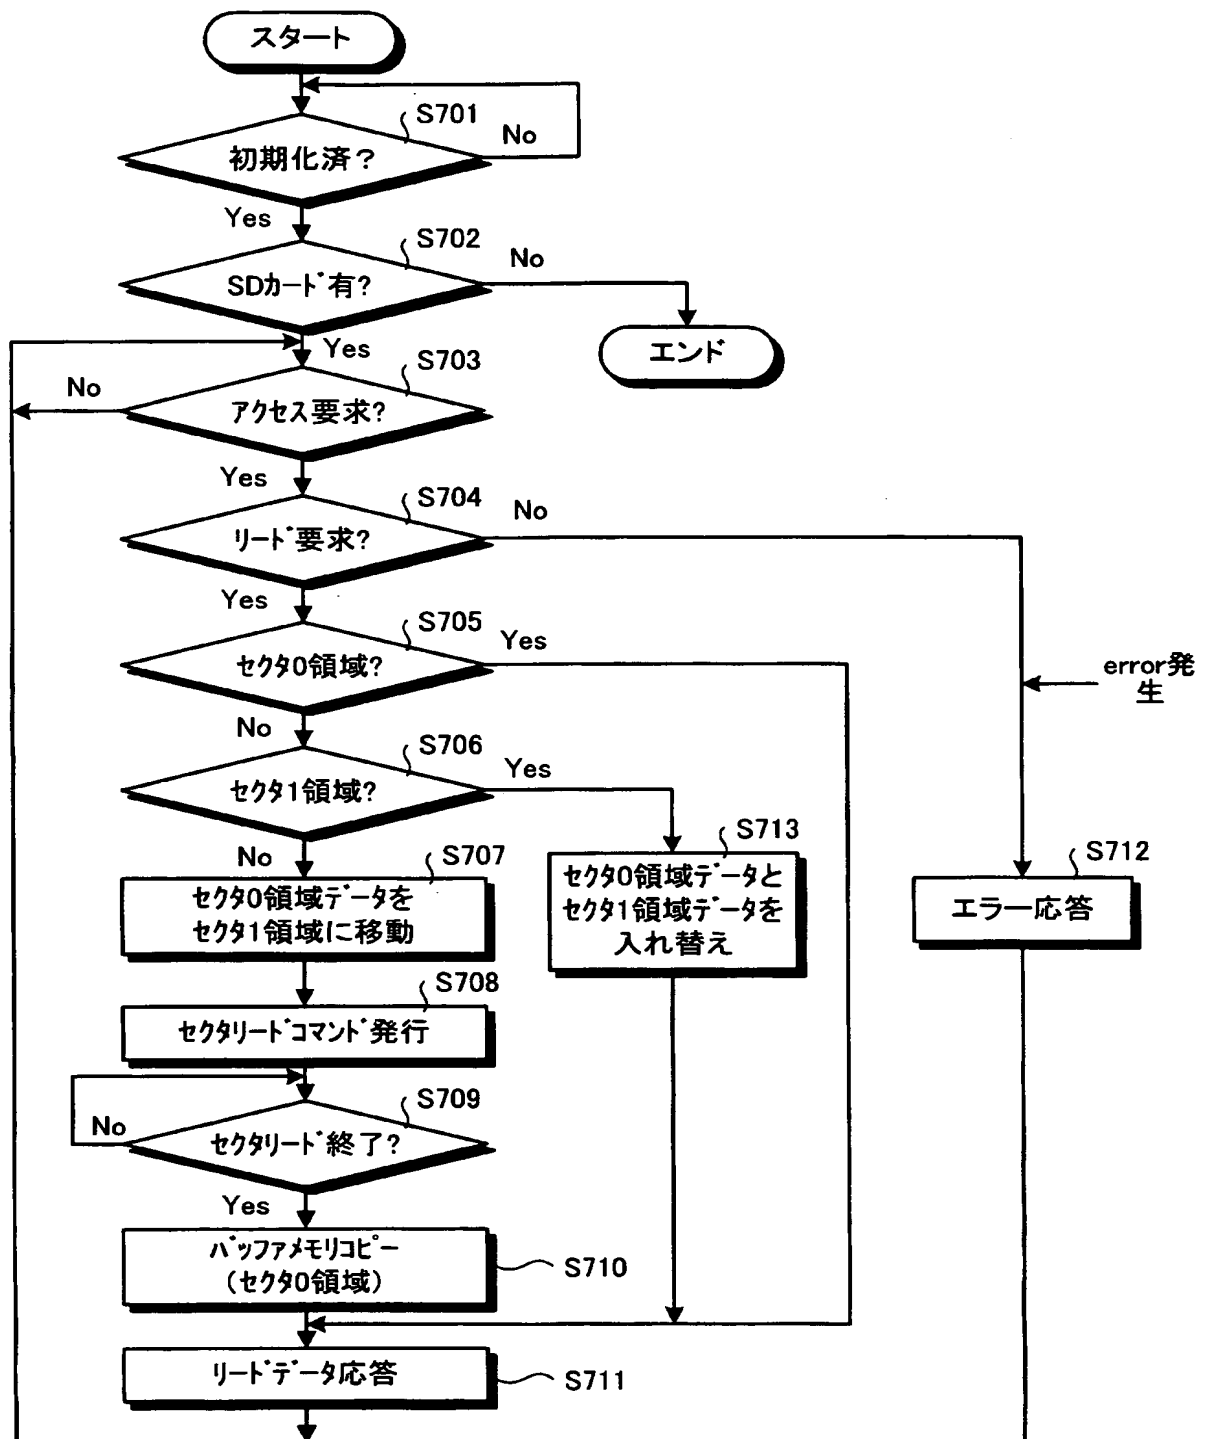 スタート
S701
初期化済？
No
Yes
S702
SDｶｰﾄﾞ有?
No
エンド
Yes
S703
ｱｸｾｽ要求?
No
Yes
S704
ﾘｰﾄﾞ要求?
No
Yes
S705
ｾｸﾀ0領域?
Yes
error発
生
No
S706
ｾｸﾀ1領域?
Yes
No
S707
ｾｸﾀ0領域ﾃﾞｰﾀを
ｾｸﾀ1領域に移動
S713
ｾｸﾀ0領域ﾃﾞｰﾀと
ｾｸﾀ1領域ﾃﾞｰﾀを
入れ替え
S712
エラー応答
S708
ｾｸﾀﾘｰﾄﾞｺﾏﾝﾄﾞ発行
S709
ｾｸﾀﾘｰﾄﾞ終了?
No
Yes
ﾊﾞｯﾌｧﾒﾓﾘｺﾋﾟｰ
(ｾｸﾀ0領域)
S710
ﾘｰﾄﾞﾃﾞｰﾀ応答
S711